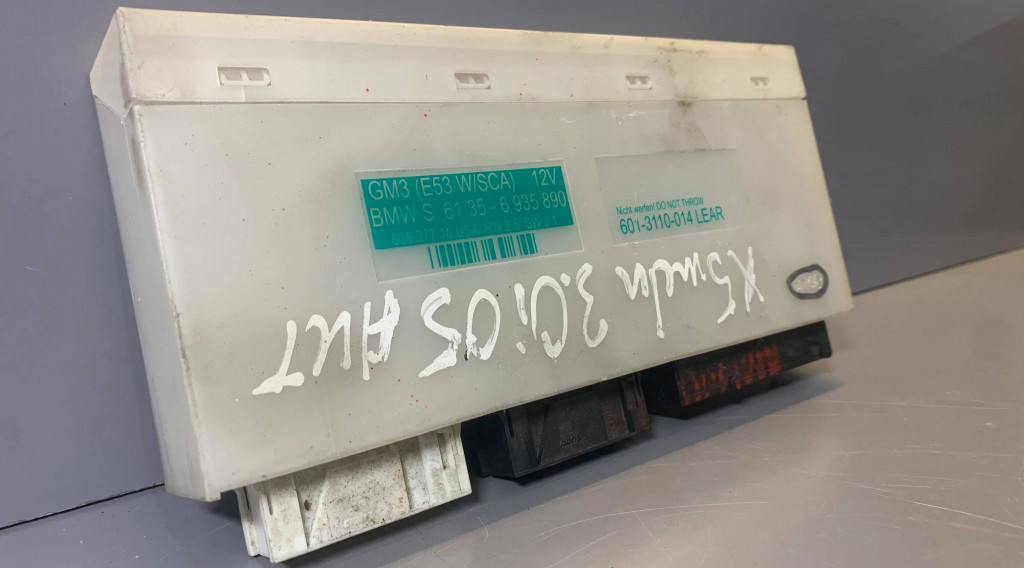 GM3 (E53 W/SCA) 12V
BMW S. 61.35 - 6 935 890
Nicht werfen! DO NOT THROW
601-3110-014 LEAR
X5 3.0i 05 AUT